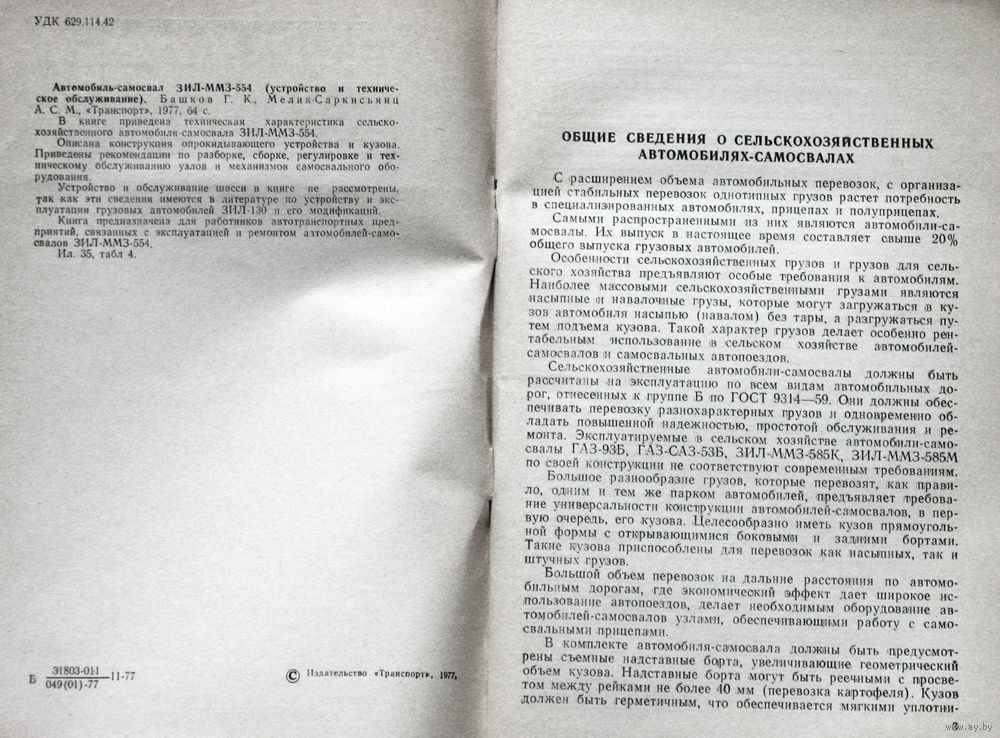 УДК 629.114.42
Автомобиль-самосвал ЗИЛ-ММЗ-554 (устройство и техниче-
ское обслуживание). Башков Г. К., Мелик-Саркисьянц
А. С. М., «Транспорт», 1977, 64 с.
В книге приведена техническая характеристика сельско-
хозяйственного автомобиля-самосвала ЗИЛ-ММЗ-554.
Описана конструкция опрокидывающего устройства и кузова.
Приведены рекомендации по разборке, сборке, регулировке и тех-
ническому обслуживанию узлов и механизмов самосвального обо-
рудования.
Устройство и обслуживание шасси в книге не рассмотрены,
так как эти сведения имеются в литературе по устройству и экс-
плуатации грузовых автомобилей ЗИЛ-130 и его модификаций.
Книга предназначена для работников автотранспортных пред-
приятий, связанных с эксплуатацией и ремонтом автомобилей-само-
свалов ЗИЛ-ММЗ-554.
Ил. 35, табл 4.
Б 31803-011 11-77
049(01)-77
© Издательство «Транспорт», 1977,
ОБЩИЕ СВЕДЕНИЯ О СЕЛЬСКОХОЗЯЙСТВЕННЫХ
АВТОМОБИЛЯХ-САМОСВАЛАХ
С расширением объема автомобильных перевозок, с организа-
цией стабильных перевозок однотипных грузов растет потребность
в специализированных автомобилях, прицепах и полуприцепах.
Самыми распространенными из них являются автомобили-са-
мосвалы. Их выпуск в настоящее время составляет свыше 20%
общего выпуска грузовых автомобилей.
Особенности сельскохозяйственных грузов и грузов для сель-
ского хозяйства предъявляют особые требования к автомобилям.
Наиболее массовыми сельскохозяйственными грузами являются
насыпные и навалочные грузы, которые могут загружаться в ку-
зов автомобиля насыпью (навалом) без тары, а разгружаться пу-
тем подъема кузова. Такой характер грузов делает особенно рен-
табельным использование в сельском хозяйстве автомобилей-
самосвалов и самосвальных автопоездов.
Сельскохозяйственные автомобили-самосвалы должны быть
рассчитаны на эксплуатацию по всем видам автомобильных до-
рог, отнесенных к группе Б по ГОСТ 9314—59. Они должны обес-
печивать перевозку разнохарактерных грузов и одновременно об-
ладать повышенной надежностью, простотой обслуживания и ре-
монта. Эксплуатируемые в сельском хозяйстве автомобили-само-
свалы ГАЗ-93Б, ГАЗ-САЗ-53Б, ЗИЛ-ММЗ-585К, ЗИЛ-ММЗ-585М
по своей конструкции не соответствуют современным требованиям.
Большое разнообразие грузов, которые перевозят, как прави-
ло, одним и тем же парком автомобилей, предъявляет требова-
ние универсальности конструкции автомобилей-самосвалов, в пер-
вую очередь, его кузова. Целесообразно иметь кузов прямоуголь-
ной формы с открывающимися боковыми и задними бортами.
Такие кузова приспособлены для перевозок как насыпных, так и
штучных грузов.
Большой объем перевозок на дальние расстояния по автомо-
бильным дорогам, где экономический эффект дает широкое ис-
пользование автопоездов, делает необходимым оборудование ав-
томобилей-самосвалов узлами, обеспечивающими работу с само-
свальными прицепами.
В комплекте автомобиля-самосвала должны быть предусмот-
рены съемные надставные борта, увеличивающие геометрический
объем кузова. Надставные борта могут быть реечными с просве-
том между рейками не более 40 мм (перевозка картофеля). Кузов
должен быть герметичным, что обеспечивается мягкими уплотни-
3
www.ay.by